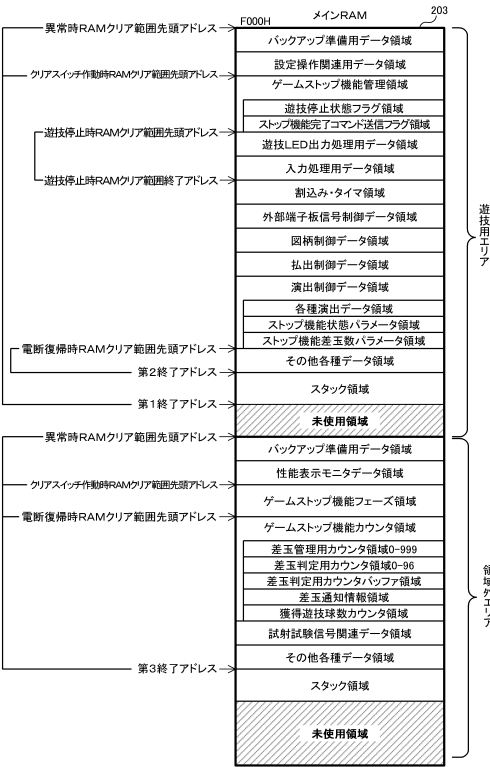 メインRAM
203
F000H
異常時RAMクリア範囲先頭アドレス
バックアップ準備用データ領域
設定操作関連用データ領域
クリアスイッチ作動時RAMクリア範囲先頭アドレス
ゲームストップ機能管理領域
遊技停止状態フラグ領域
ストップ機能完了コマンド送信フラグ領域
遊技停止時RAMクリア範囲先頭アドレス
遊技LED出力処理用データ領域
入力処理用データ領域
遊技停止時RAMクリア範囲終了アドレス
割込み・タイマ領域
外部端子板信号制御データ領域
図柄制御データ領域
払出制御データ領域
演出制御データ領域
各種演出データ領域
ストップ機能状態パラメータ領域
ストップ機能差玉数パラメータ領域
電断復帰時RAMクリア範囲先頭アドレス
その他各種データ領域
第2終了アドレス
スタック領域
第1終了アドレス
未使用領域
遊技用エリア
異常時RAMクリア範囲先頭アドレス
バックアップ準備用データ領域
性能表示モニタデータ領域
クリアスイッチ作動時RAMクリア範囲先頭アドレス
ゲームストップ機能フェーズ領域
電断復帰時RAMクリア範囲先頭アドレス
ゲームストップ機能カウンタ領域
差玉管理用カウンタ領域0-999
差玉判定用カウンタ領域0-96
差玉判定用カウンタバッファ領域
差玉通知情報領域
獲得遊技球数カウンタ領域
試射試験信号関連データ領域
その他各種データ領域
第3終了アドレス
スタック領域
未使用領域
領域外エリア